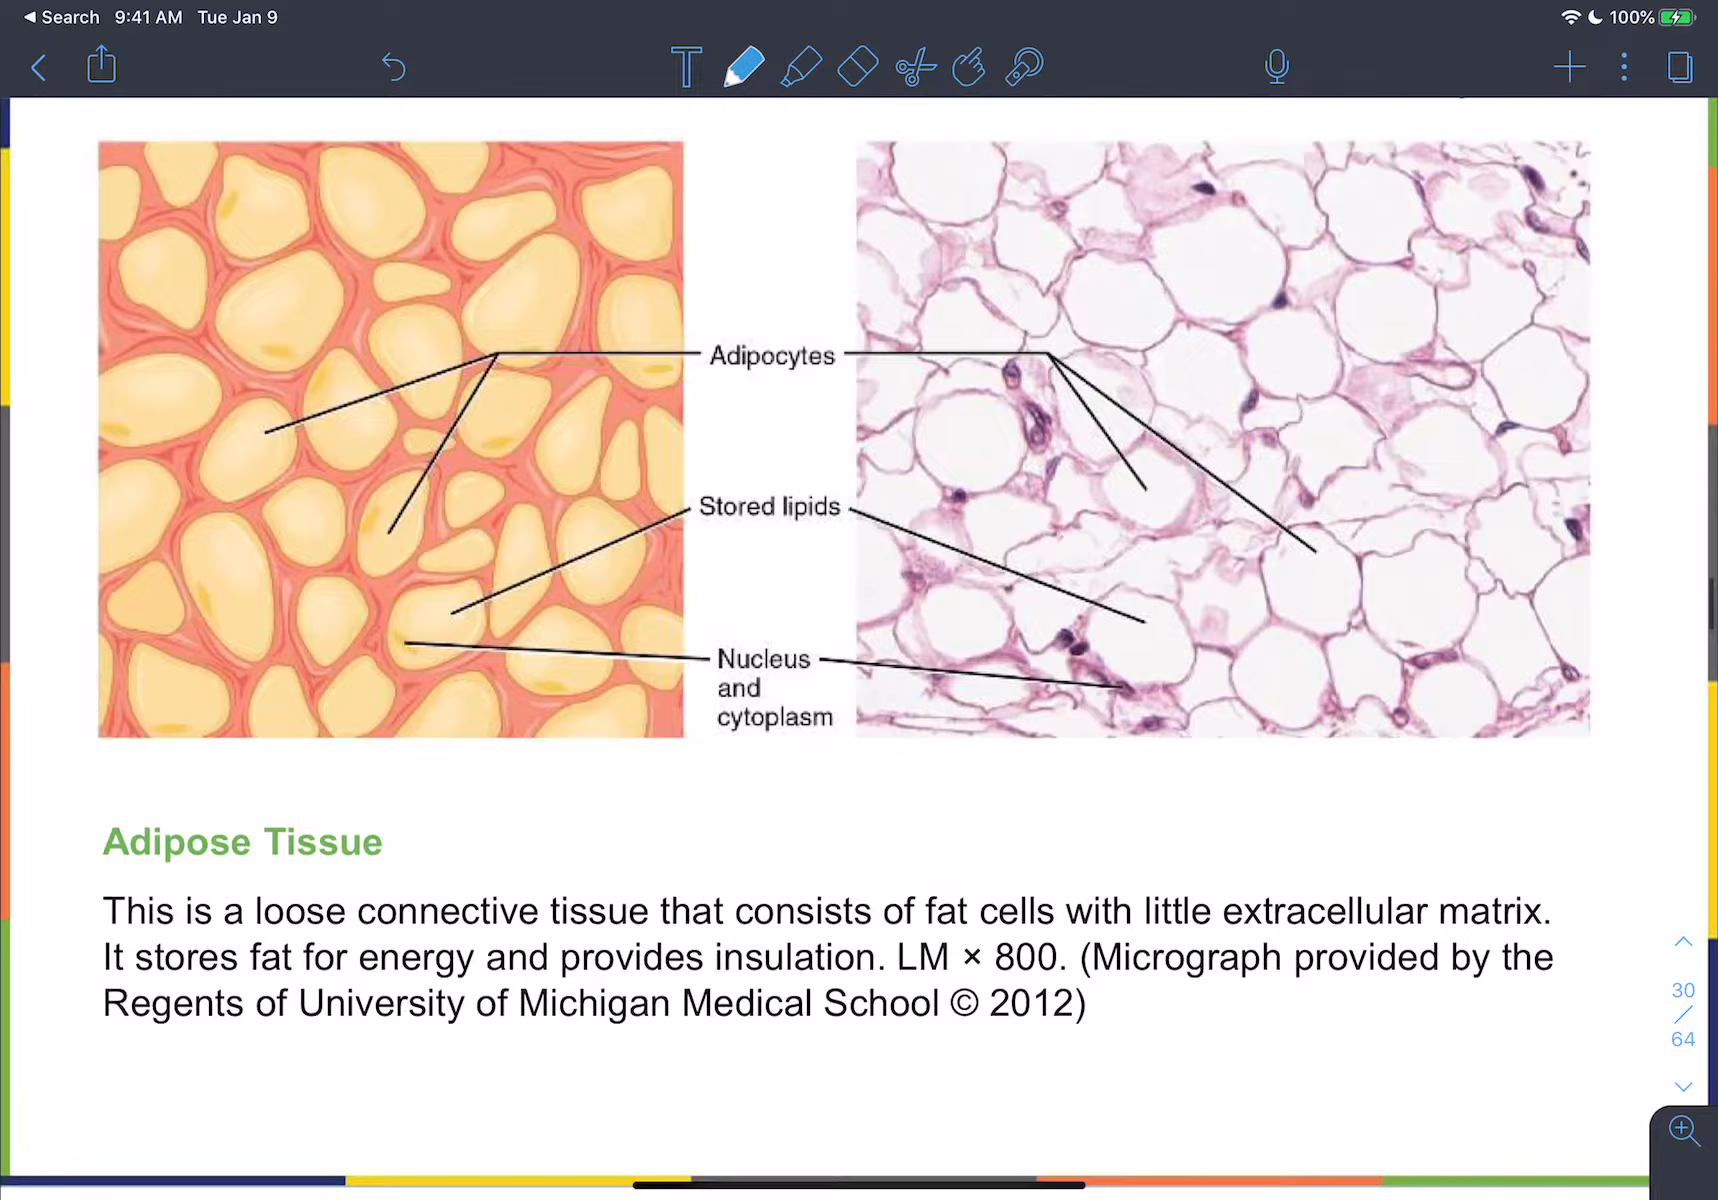 Search 9:41 AM Tue Jan 9
100%
T
Adipocytes
Stored lipids
Nucleus
and
cytoplasm
Adipose Tissue
This is a loose connective tissue that consists of fat cells with little extracellular matrix.
It stores fat for energy and provides insulation. LM × 800. (Micrograph provided by the
Regents of University of Michigan Medical School © 2012)
30
/
64